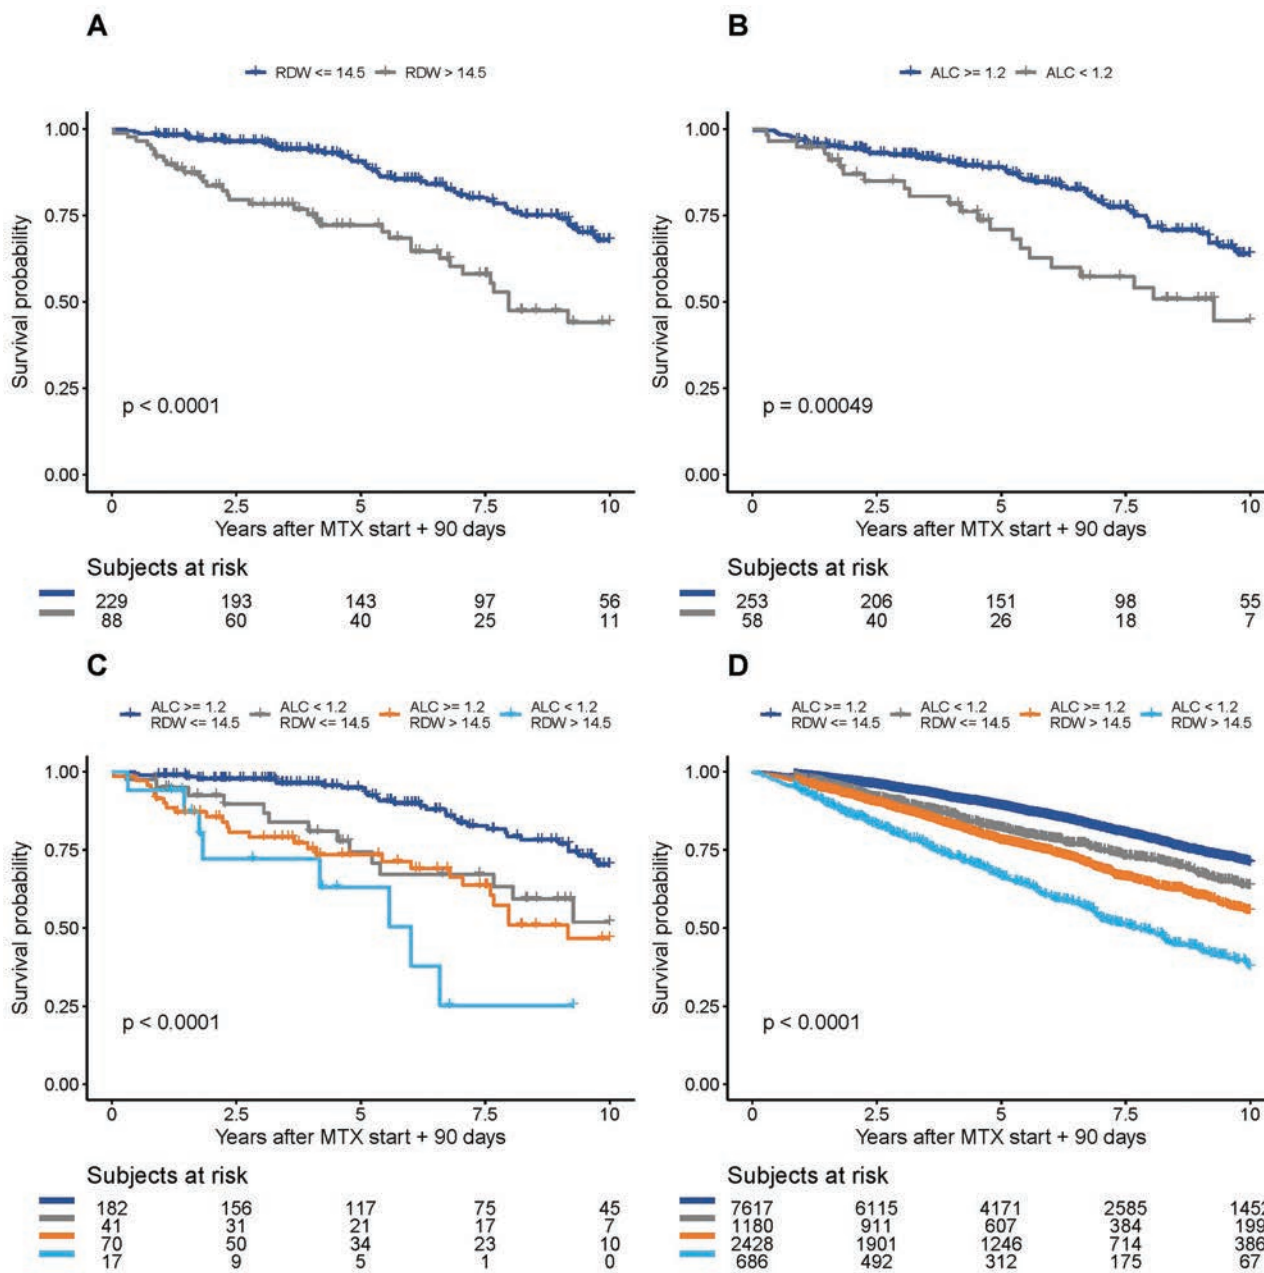 A
RDW <= 14.5 RDW > 14.5
Survival probability
1.00
0.75
0.50
0.25
0.00
p < 0.0001
0 2.5 5 7.5 10
Years after MTX start + 90 days
Subjects at risk
229 193 143 97 56
88 60 40 25 11
B
ALC >= 1.2 ALC < 1.2
Survival probability
1.00
0.75
0.50
0.25
0.00
p = 0.00049
0 2.5 5 7.5 10
Years after MTX start + 90 days
Subjects at risk
253 206 151 98 55
58 40 26 18 7
C
ALC >= 1.2 ALC < 1.2 ALC >= 1.2 ALC < 1.2
RDW <= 14.5 RDW <= 14.5 RDW > 14.5 RDW > 14.5
Survival probability
1.00
0.75
0.50
0.25
0.00
p < 0.0001
0 2.5 5 7.5 10
Years after MTX start + 90 days
Subjects at risk
182 156 117 75 45
41 31 21 17 7
70 50 34 23 10
17 9 5 1 0
D
ALC >= 1.2 ALC < 1.2 ALC >= 1.2 ALC < 1.2
RDW <= 14.5 RDW <= 14.5 RDW > 14.5 RDW > 14.5
Survival probability
1.00
0.75
0.50
0.25
0.00
p < 0.0001
0 2.5 5 7.5 10
Years after MTX start + 90 days
Subjects at risk
7617 6115 4171 2585 1452
1180 911 607 384 199
2428 1901 1246 714 386
686 492 312 175 67